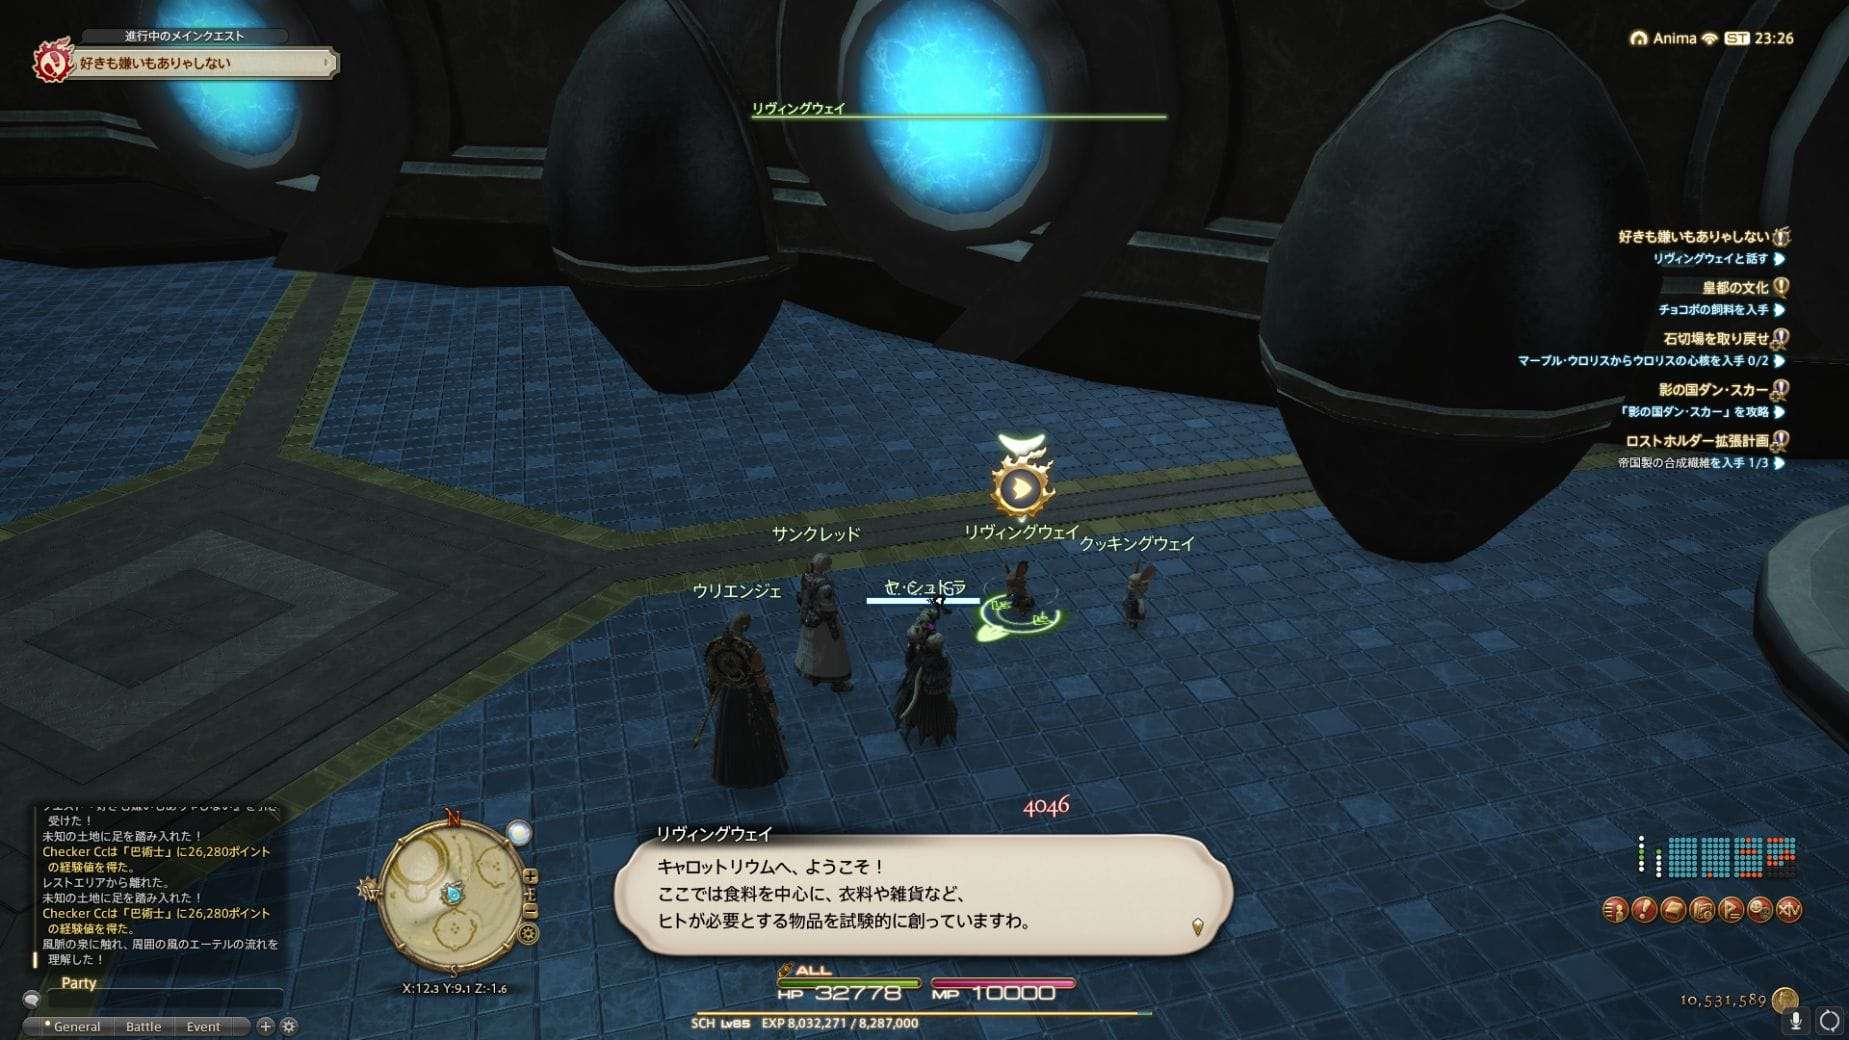 進行中のメインクエスト
好きも嫌いもありゃしない
リヴィングウェイ
Anima ST 23:26
好きも嫌いもありゃしない
リヴィングウェイと話す
皇都の文化
チョコボの飼料を入手
石切場を取り戻せ
マーブル・ウロリスからウロリスの心核を入手 0/2
影の国ダン・スカー
「影の国ダン・スカー」を攻略
ロストホルダー拡張計画
帝国製の合成繊維を入手 1/3
サンクレッド
リヴィングウェイ
クッキングウェイ
ウリエンジェ
ヤ・シュトラ
受けた！
未知の土地に足を踏み入れた！
Checker Ccは「巴術士」に26,280ポイント
の経験値を得た。
レストエリアから離れた。
未知の土地に足を踏み入れた！
Checker Ccは「巴術士」に26,280ポイント
の経験値を得た。
風脈の泉に触れ、周囲の風のエーテルの流れを
理解した！
Party
General Battle Event
N
S
X:12.3 Y:9.1 Z:-1.6
4046
リヴィングウェイ
キャロットリウムへ、ようこそ！
ここでは食料を中心に、衣料や雑貨など、
ヒトが必要とする物品を試験的に創っていますわ。
ALL
HP 32778 MP 10000
SCH Lv85 EXP 8,032,271 / 8,287,000
XIV
10,531,589